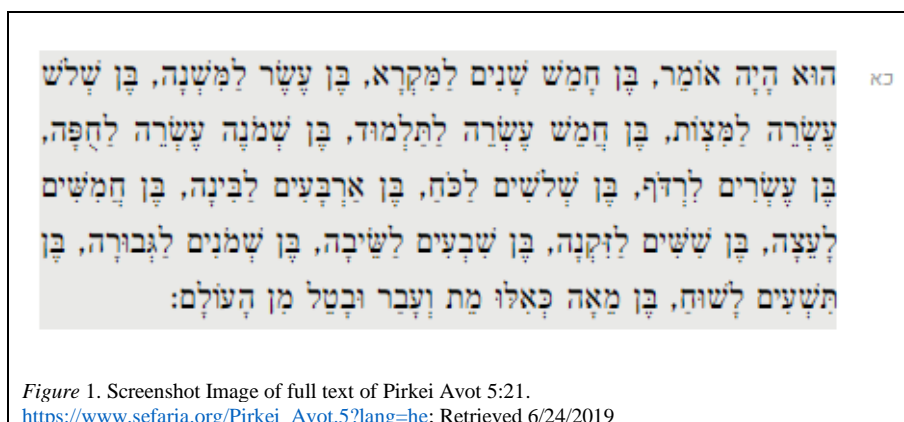 כא
הוּא הָיָה אוֹמֵר, בֶּן חָמֵשׁ שָׁנִים לַמִּקְרָא, בֶּן עֶשֶׂר לַמִּשְׁנָה, בֶּן שְׁלֹשׁ
עֶשְׂרֵה לַמִּצְוֹת, בֶּן חֲמֵשׁ עֶשְׂרֵה לַתַּלְמוּד, בֶּן שְׁמֹנֶה עֶשְׂרֵה לַחֻפָּה,
בֶּן עֶשְׂרִים לִרְדֹּף, בֶּן שְׁלֹשִׁים לַכֹּחַ, בֶּן אַרְבָּעִים לַבִּינָה, בֶּן חֲמִשִּׁים
לָעֵצָה, בֶּן שִׁשִּׁים לַזִּקְנָה, בֶּן שִׁבְעִים לַשֵּׂיבָה, בֶּן שְׁמֹנִים לַגְּבוּרָה, בֶּן
תִּשְׁעִים לָשׁוּחַ, בֶּן מֵאָה כְּאִלּוּ מֵת וְעָבַר וּבָטֵל מִן הָעוֹלָם:
Figure 1. Screenshot Image of full text of Pirkei Avot 5:21.
https://www.sefaria.org/Pirkei_Avot.5?lang=he; Retrieved 6/24/2019